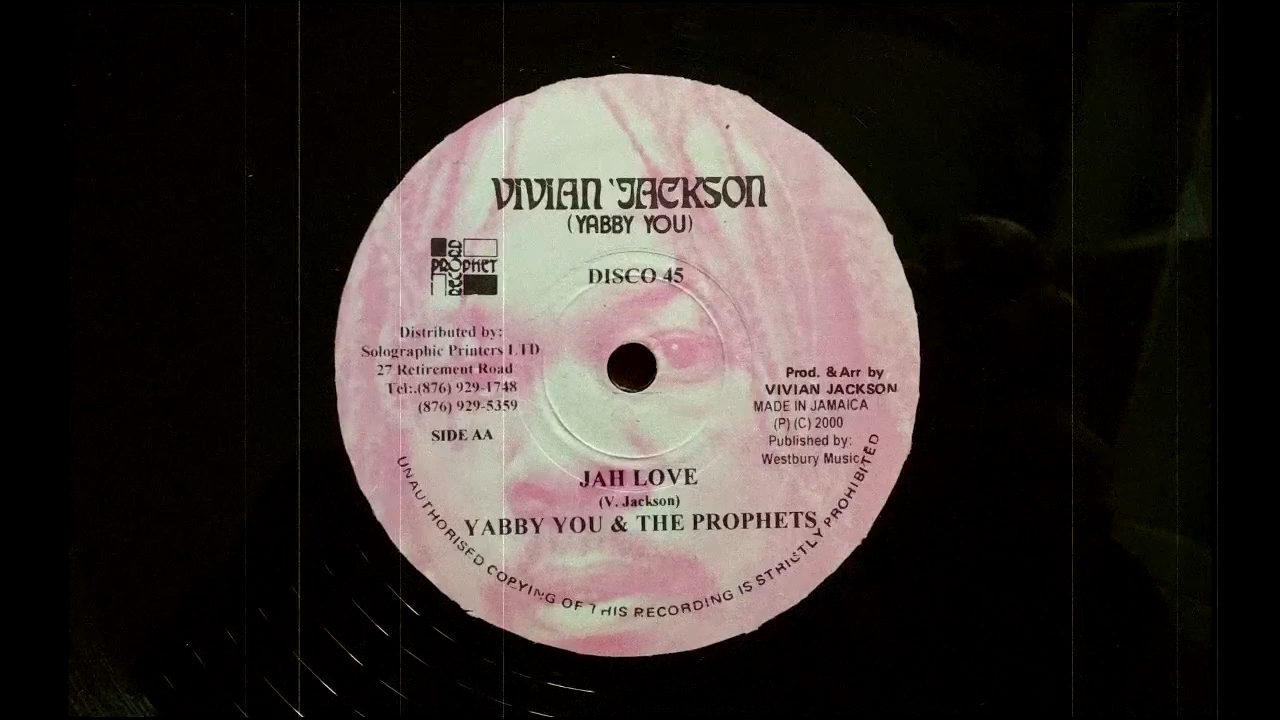 VIVIAN JACKSON
(YABBY YOU)
PROPHET
RECORD
DISCO 45
Distributed by:
Solographic Printers LTD
27 Retirement Road
Tel:.(876) 929-1748
(876) 929-5359
SIDE AA
Prod. & Arr by
VIVIAN JACKSON
MADE IN JAMAICA
(P) (C) 2000
Published by:
Westbury Music
JAH LOVE
(V. Jackson)
YABBY YOU & THE PROPHETS
UNAUTHORISED COPYING OF THIS RECORDING IS STRICTLY PROHIBITED